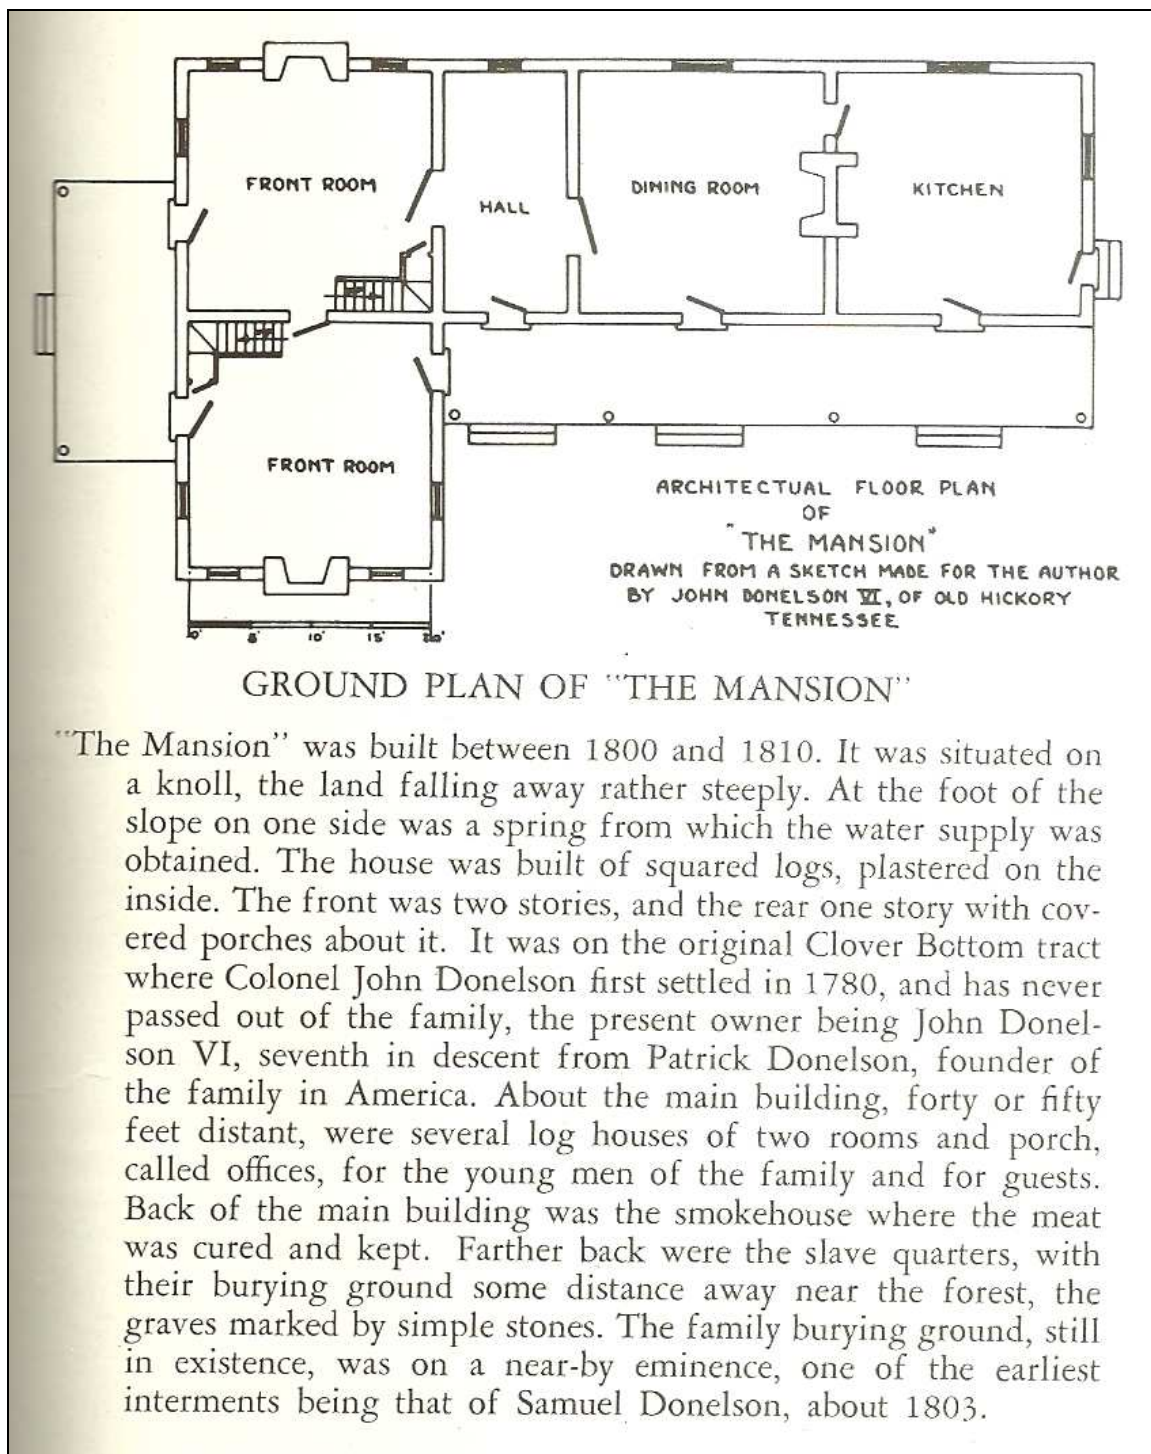 FRONT ROOM
HALL
DINING ROOM
KITCHEN
FRONT ROOM
ARCHITECTUAL FLOOR PLAN
OF
"THE MANSION"
DRAWN FROM A SKETCH MADE FOR THE AUTHOR
BY JOHN DONELSON VI, OF OLD HICKORY
TENNESSEE
0' 5' 10' 15' 20'
GROUND PLAN OF "THE MANSION"
"The Mansion" was built between 1800 and 1810. It was situated on
a knoll, the land falling away rather steeply. At the foot of the
slope on one side was a spring from which the water supply was
obtained. The house was built of squared logs, plastered on the
inside. The front was two stories, and the rear one story with cov-
ered porches about it. It was on the original Clover Bottom tract
where Colonel John Donelson first settled in 1780, and has never
passed out of the family, the present owner being John Donel-
son VI, seventh in descent from Patrick Donelson, founder of
the family in America. About the main building, forty or fifty
feet distant, were several log houses of two rooms and porch,
called offices, for the young men of the family and for guests.
Back of the main building was the smokehouse where the meat
was cured and kept. Farther back were the slave quarters, with
their burying ground some distance away near the forest, the
graves marked by simple stones. The family burying ground, still
in existence, was on a near-by eminence, one of the earliest
interments being that of Samuel Donelson, about 1803.